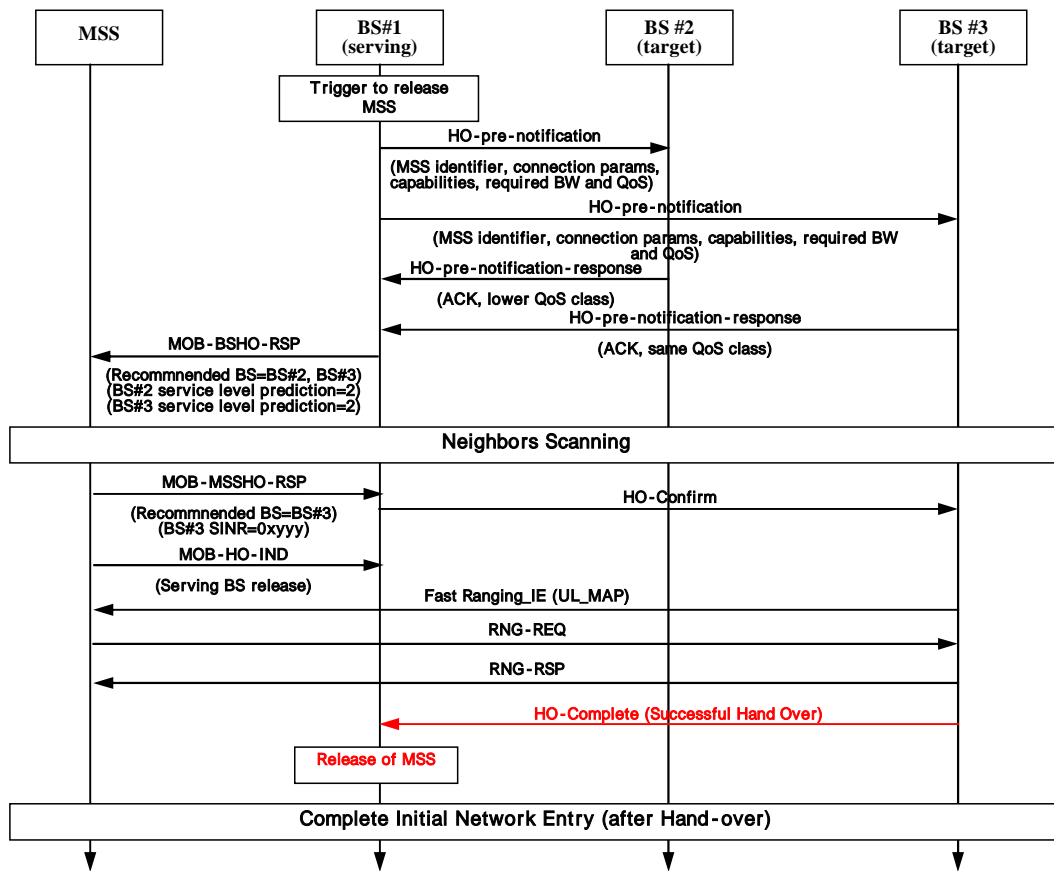 MSS
BS#1
(serving)
BS #2
(target)
BS #3
(target)
Trigger to release
MSS
HO-pre-notification
(MSS identifier, connection params,
capabilities, required BW and QoS)
HO-pre-notification
(MSS identifier, connection params, capabilities, required BW
and QoS)
HO-pre-notification-response
(ACK, lower QoS class)
HO-pre-notification-response
(ACK, same QoS class)
MOB-BSHO-RSP
(Recommnended BS=BS#2, BS#3)
(BS#2 service level prediction=2)
(BS#3 service level prediction=2)
Neighbors Scanning
MOB-MSSHO-RSP
(Recommnended BS=BS#3)
(BS#3 SINR=0xyyy)
HO-Confirm
MOB-HO-IND
(Serving BS release)
Fast Ranging_IE (UL_MAP)
RNG-REQ
RNG-RSP
HO-Complete (Successful Hand Over)
Release of MSS
Complete Initial Network Entry (after Hand-over)